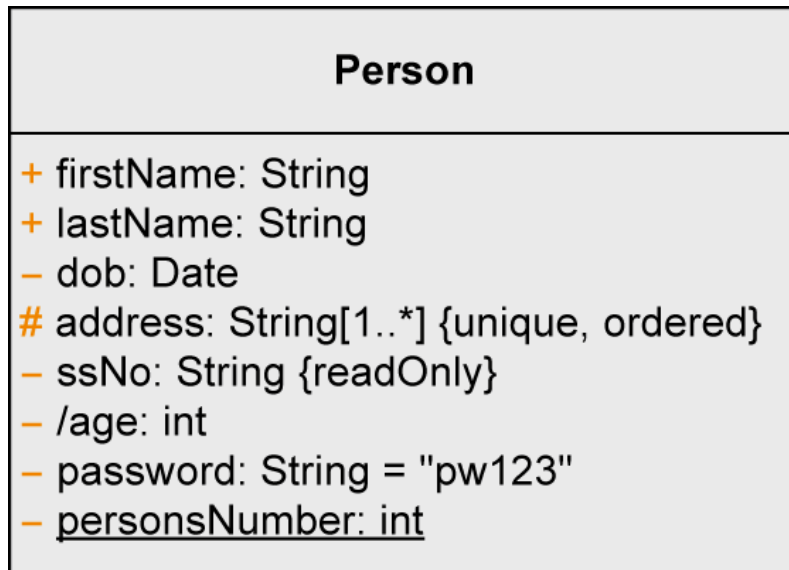 Person
+ firstName: String
+ lastName: String
– dob: Date
# address: String[1..*] {unique, ordered}
– ssNo: String {readOnly}
– /age: int
– password: String = "pw123"
– personsNumber: int